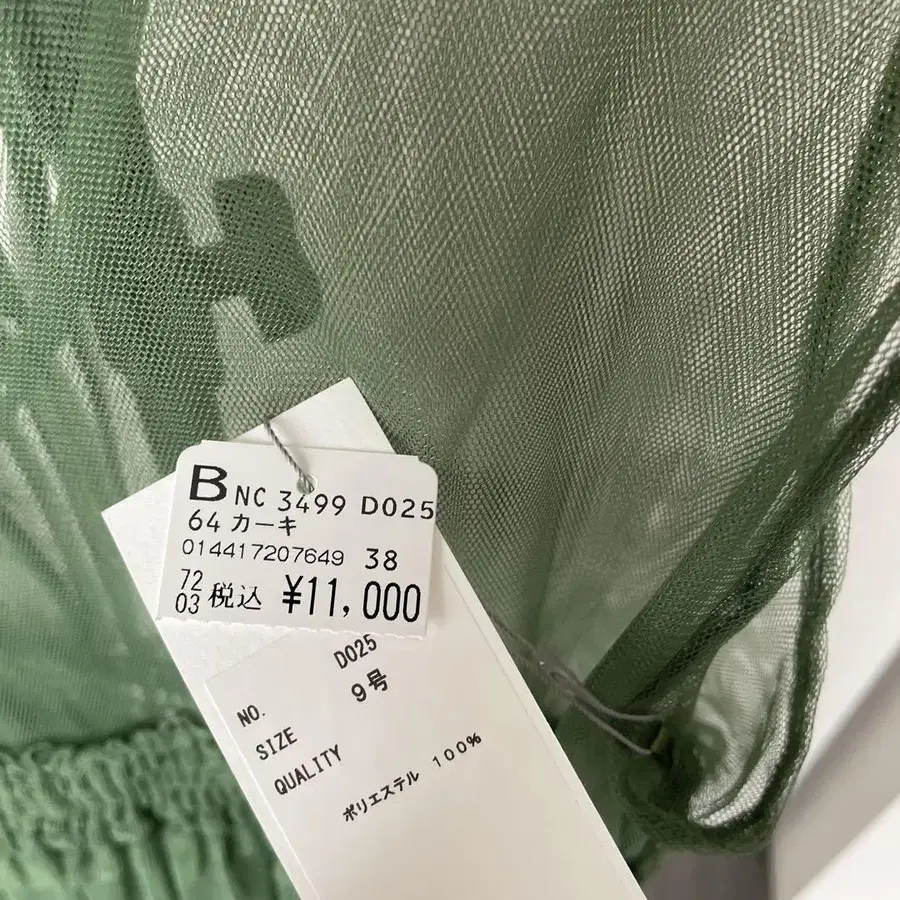 B NC 3499 D025
64 カーキ
014417207649 38
72
03 税込 ¥11,000
NO. D025
SIZE 9号
QUALITY
ポリエステル 100%